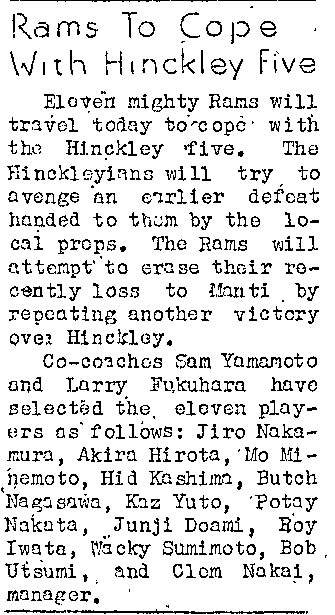 Rams To Cope
With Hinckley Five
Eleven mighty Rams will
travel today to cope with
the Hinckley five. The
Hinckleyians will try to
avenge an earlier defeat
handed to them by the lo-
cal preps. The Rams will
attempt to erase their re-
cently loss to Manti by
repeating another victory
over Hinckley.
Co-coaches Sam Yamamoto
and Larry Fukuhara have
selected the eleven play-
ers as follows: Jiro Naka-
mura, Akira Hirota, Mo Mi-
nemoto, Hid Kashima, Butch
Nagasawa, Kaz Yuto, Potay
Nakata, Junji Doami, Roy
Iwata, Wacky Sumimoto, Bob
Utsumi, and Clem Nakai,
manager.